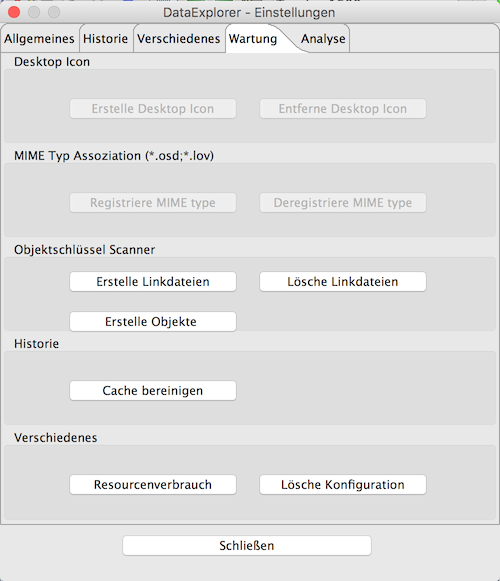 DataExplorer - Einstellungen
Allgemeines Historie Verschiedenes Wartung Analyse
Desktop Icon
Erstelle Desktop Icon Entferne Desktop Icon
MIME Typ Assoziation (*.osd;*.lov)
Registriere MIME type Deregistriere MIME type
Objektschlüssel Scanner
Erstelle Linkdateien Lösche Linkdateien
Erstelle Objekte
Historie
Cache bereinigen
Verschiedenes
Resourcenverbrauch Lösche Konfiguration
Schließen